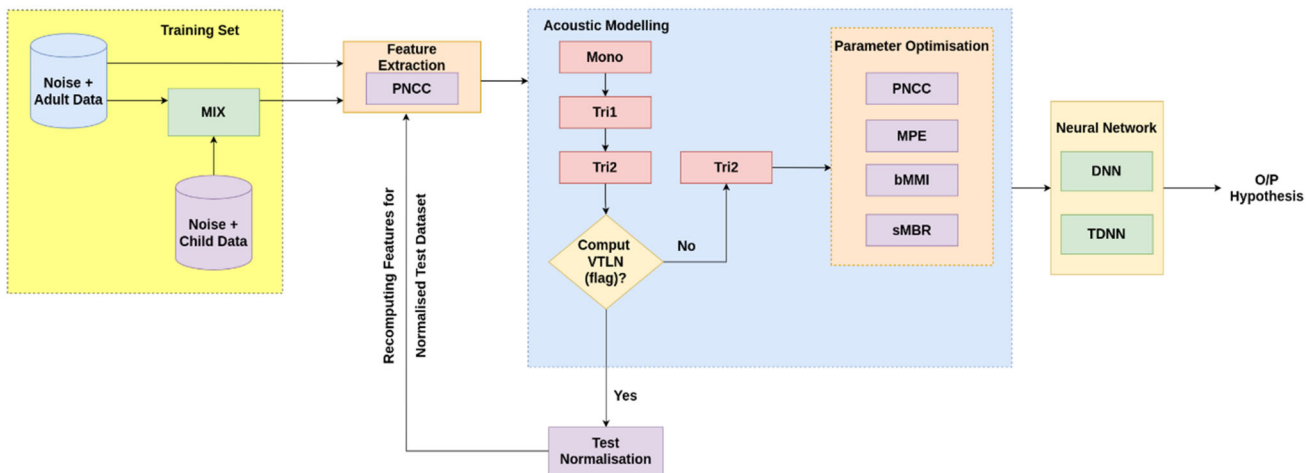 Training Set
Noise +
Adult Data
MIX
Noise +
Child Data
Feature
Extraction
PNCC
Recomputing Features for
Normalised Test Dataset
Acoustic Modelling
Mono
Tri1
Tri2
Comput
VTLN
(flag)?
No
Yes
Test
Normalisation
Tri2
Parameter Optimisation
PNCC
MPE
bMMI
sMBR
Neural Network
DNN
TDNN
O/P
Hypothesis